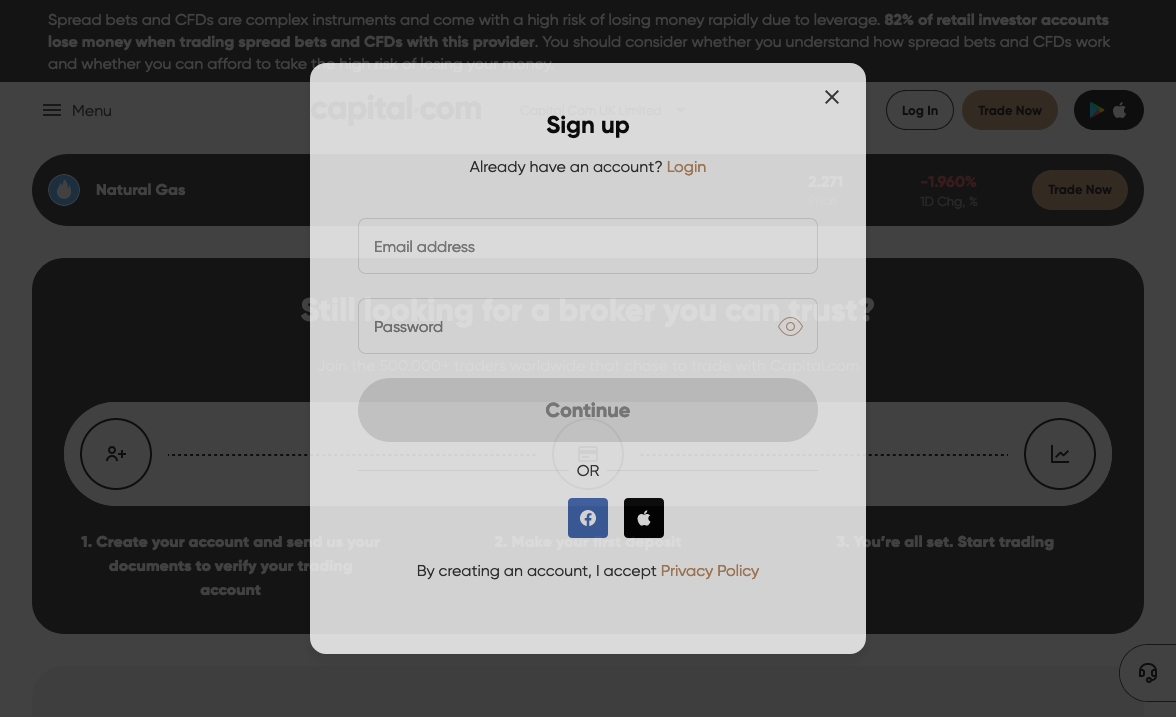 Spread bets and CFDs are complex instruments and come with a high risk of losing money rapidly due to leverage. 82% of retail investor accounts
lose money when trading spread bets and CFDs with this provider. You should consider whether you understand how spread bets and CFDs work
and whether you can afford to take the high risk of losing your money.
Menu
capital.com
Capital Com UK Limited
Log In
Trade Now
Sign up
Already have an account? Login
Natural Gas
2.271
-1.960%
1D Chg, %
Trade Now
Email address
Still looking for a broker you can trust?
Password
Join the 500.000+ traders worldwide that chose to trade with Capital.com
Continue
OR
1. Create your account and send us your
documents to verify your trading
account
2. Make your first deposit
3. You're all set. Start trading
By creating an account, I accept Privacy Policy